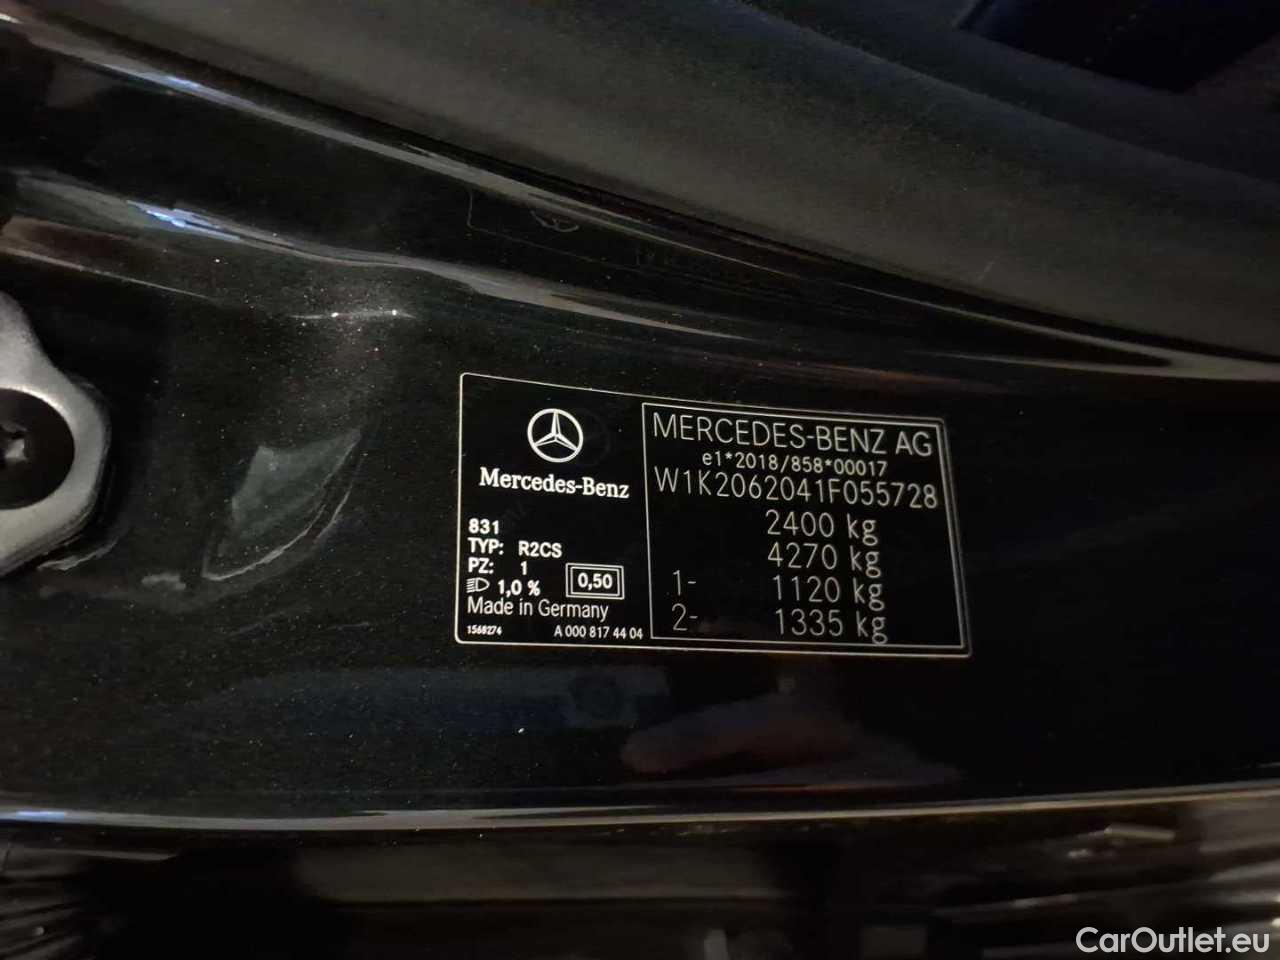 Mercedes-Benz
831
TYP: R2CS
PZ: 1
1,0 % 0,50
Made in Germany
1568274 A 000 817 44 04
MERCEDES-BENZ AG
e1*2018/858*00017
W1K2062041F055728
2400 kg
4270 kg
1- 1120 kg
2- 1335 kg
CarOutlet.eu